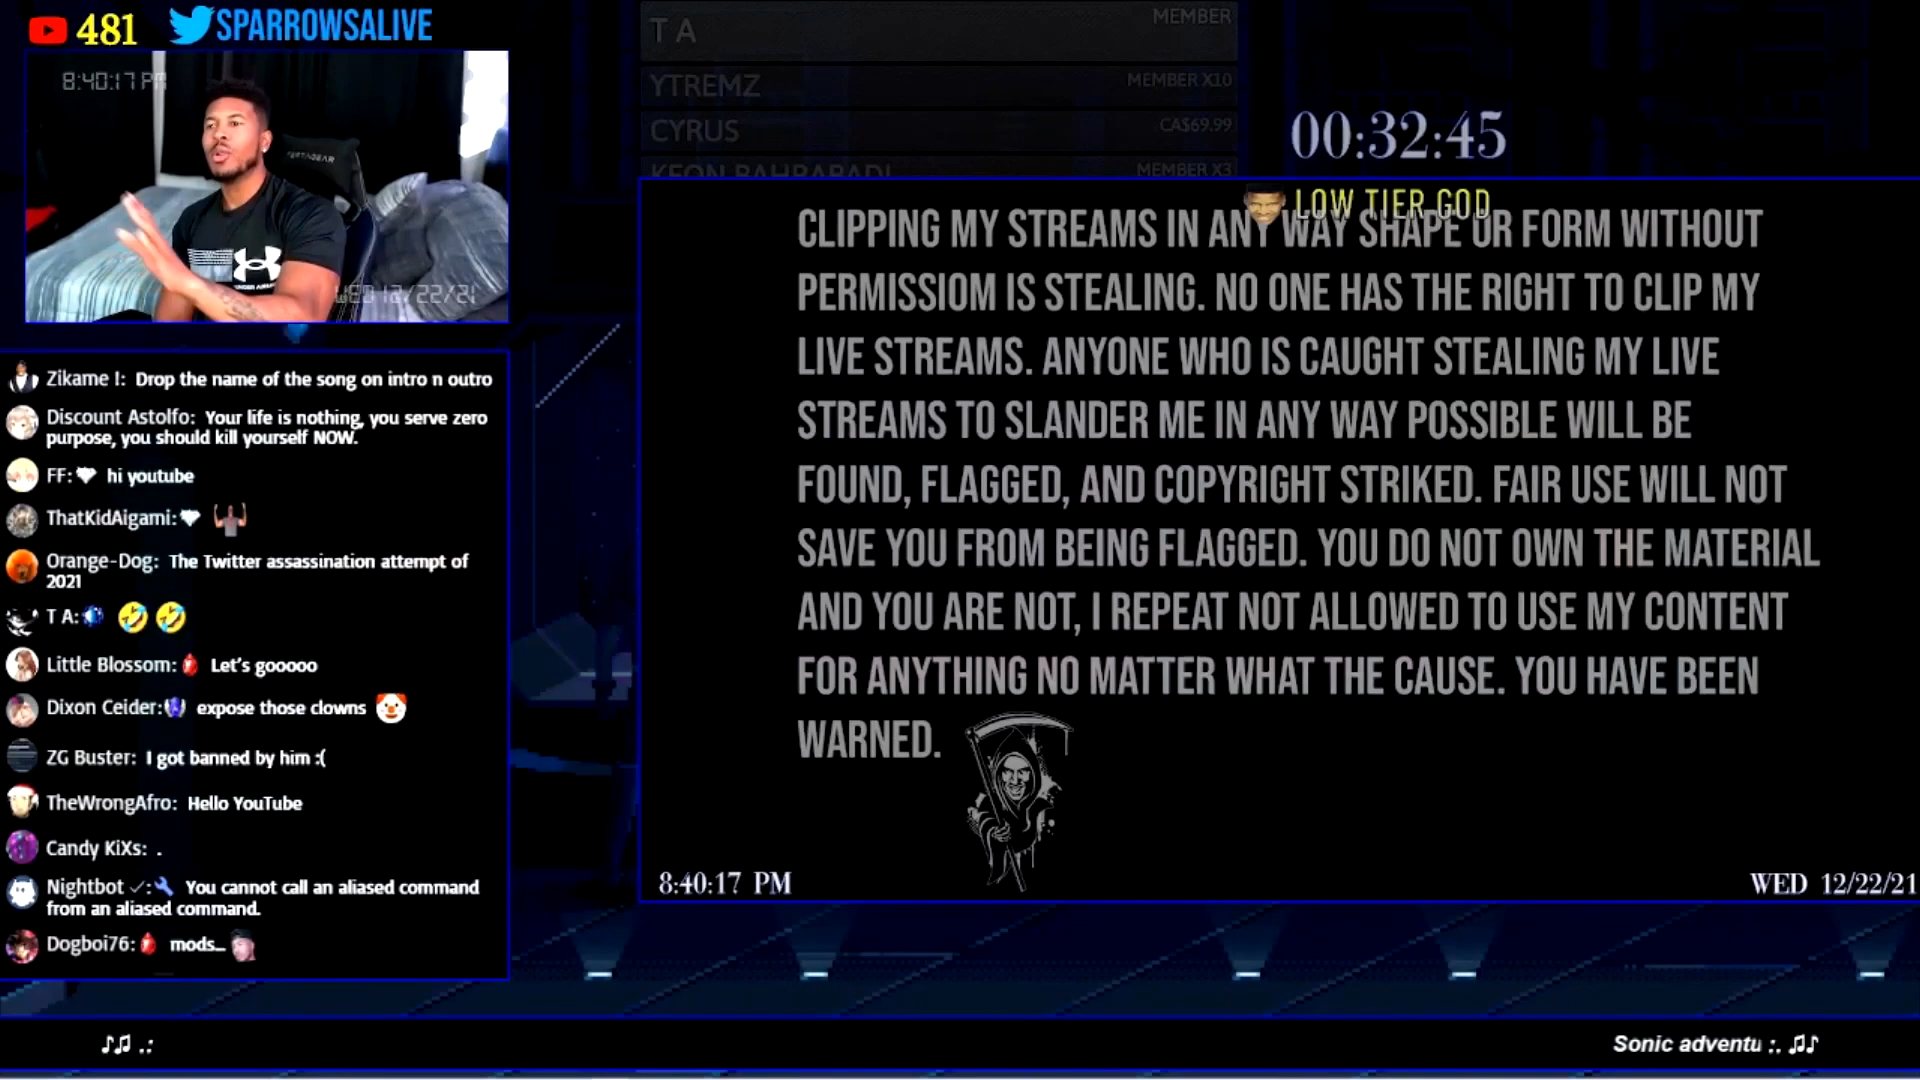 481 SPARROWSALIVE
8:40:17 PM
WED 12/22/21
T A MEMBER
YTREMZ MEMBER X10
CYRUS CA$69.99
KEON BAHRABADI MEMBER X3
00:32:45
LOW TIER GOD
CLIPPING MY STREAMS IN ANY WAY SHAPE OR FORM WITHOUT
PERMISSIOM IS STEALING. NO ONE HAS THE RIGHT TO CLIP MY
LIVE STREAMS. ANYONE WHO IS CAUGHT STEALING MY LIVE
STREAMS TO SLANDER ME IN ANY WAY POSSIBLE WILL BE
FOUND, FLAGGED, AND COPYRIGHT STRIKED. FAIR USE WILL NOT
SAVE YOU FROM BEING FLAGGED. YOU DO NOT OWN THE MATERIAL
AND YOU ARE NOT, I REPEAT NOT ALLOWED TO USE MY CONTENT
FOR ANYTHING NO MATTER WHAT THE CAUSE. YOU HAVE BEEN
WARNED.
8:40:17 PM
WED 12/22/21
Zikame !: Drop the name of the song on intro n outro
Discount Astolfo: Your life is nothing, you serve zero
purpose, you should kill yourself NOW.
FF: hi youtube
ThatKidAigami:
Orange-Dog: The Twitter assassination attempt of
2021
T A: 🤣 🤣
Little Blossom: Let's gooooo
Dixon Ceider: expose those clowns 🤡
ZG Buster: I got banned by him :(
TheWrongAfro: Hello YouTube
Candy KiXs: .
Nightbot ✓: You cannot call an aliased command
from an aliased command.
Dogboi76: mods...
♪♫ .:
Sonic adventu :. ♫♪